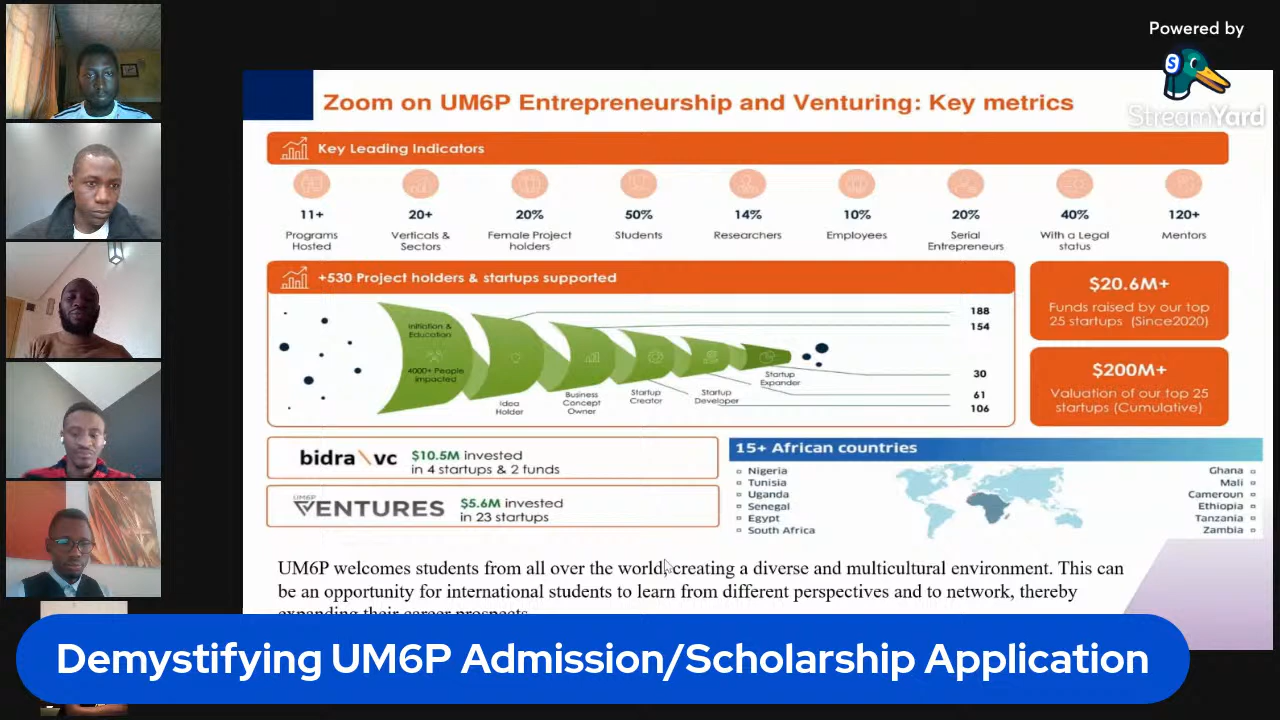 Powered by
S
StreamYard
Zoom on UM6P Entrepreneurship and Venturing: Key metrics
Key Leading Indicators
11+
Programs
Hosted
20+
Verticals &
Sectors
20%
Female Project
holders
50%
Students
14%
Researchers
10%
Employees
20%
Serial
Entrepreneurs
40%
With a Legal
status
120+
Mentors
+530 Project holders & startups supported
Initiation &
Education
4000+ People
impacted
Idea
Holder
Business
Concept
Owner
Startup
Creator
Startup
Developer
Startup
Expander
188
154
30
61
106
$20.6M+
Funds raised by our top
25 startups (Since2020)
$200M+
Valuation of our top 25
startups (Cumulative)
bidra\vc
$10.5M invested
in 4 startups & 2 funds
UM6P
VENTURES
$5.6M invested
in 23 startups
15+ African countries
Nigeria
Tunisia
Uganda
Senegal
Egypt
South Africa
Ghana
Mali
Cameroun
Ethiopia
Tanzania
Zambia
UM6P welcomes students from all over the world, creating a diverse and multicultural environment. This can
be an opportunity for international students to learn from different perspectives and to network, thereby
expanding their career prospects.
Demystifying UM6P Admission/Scholarship Application